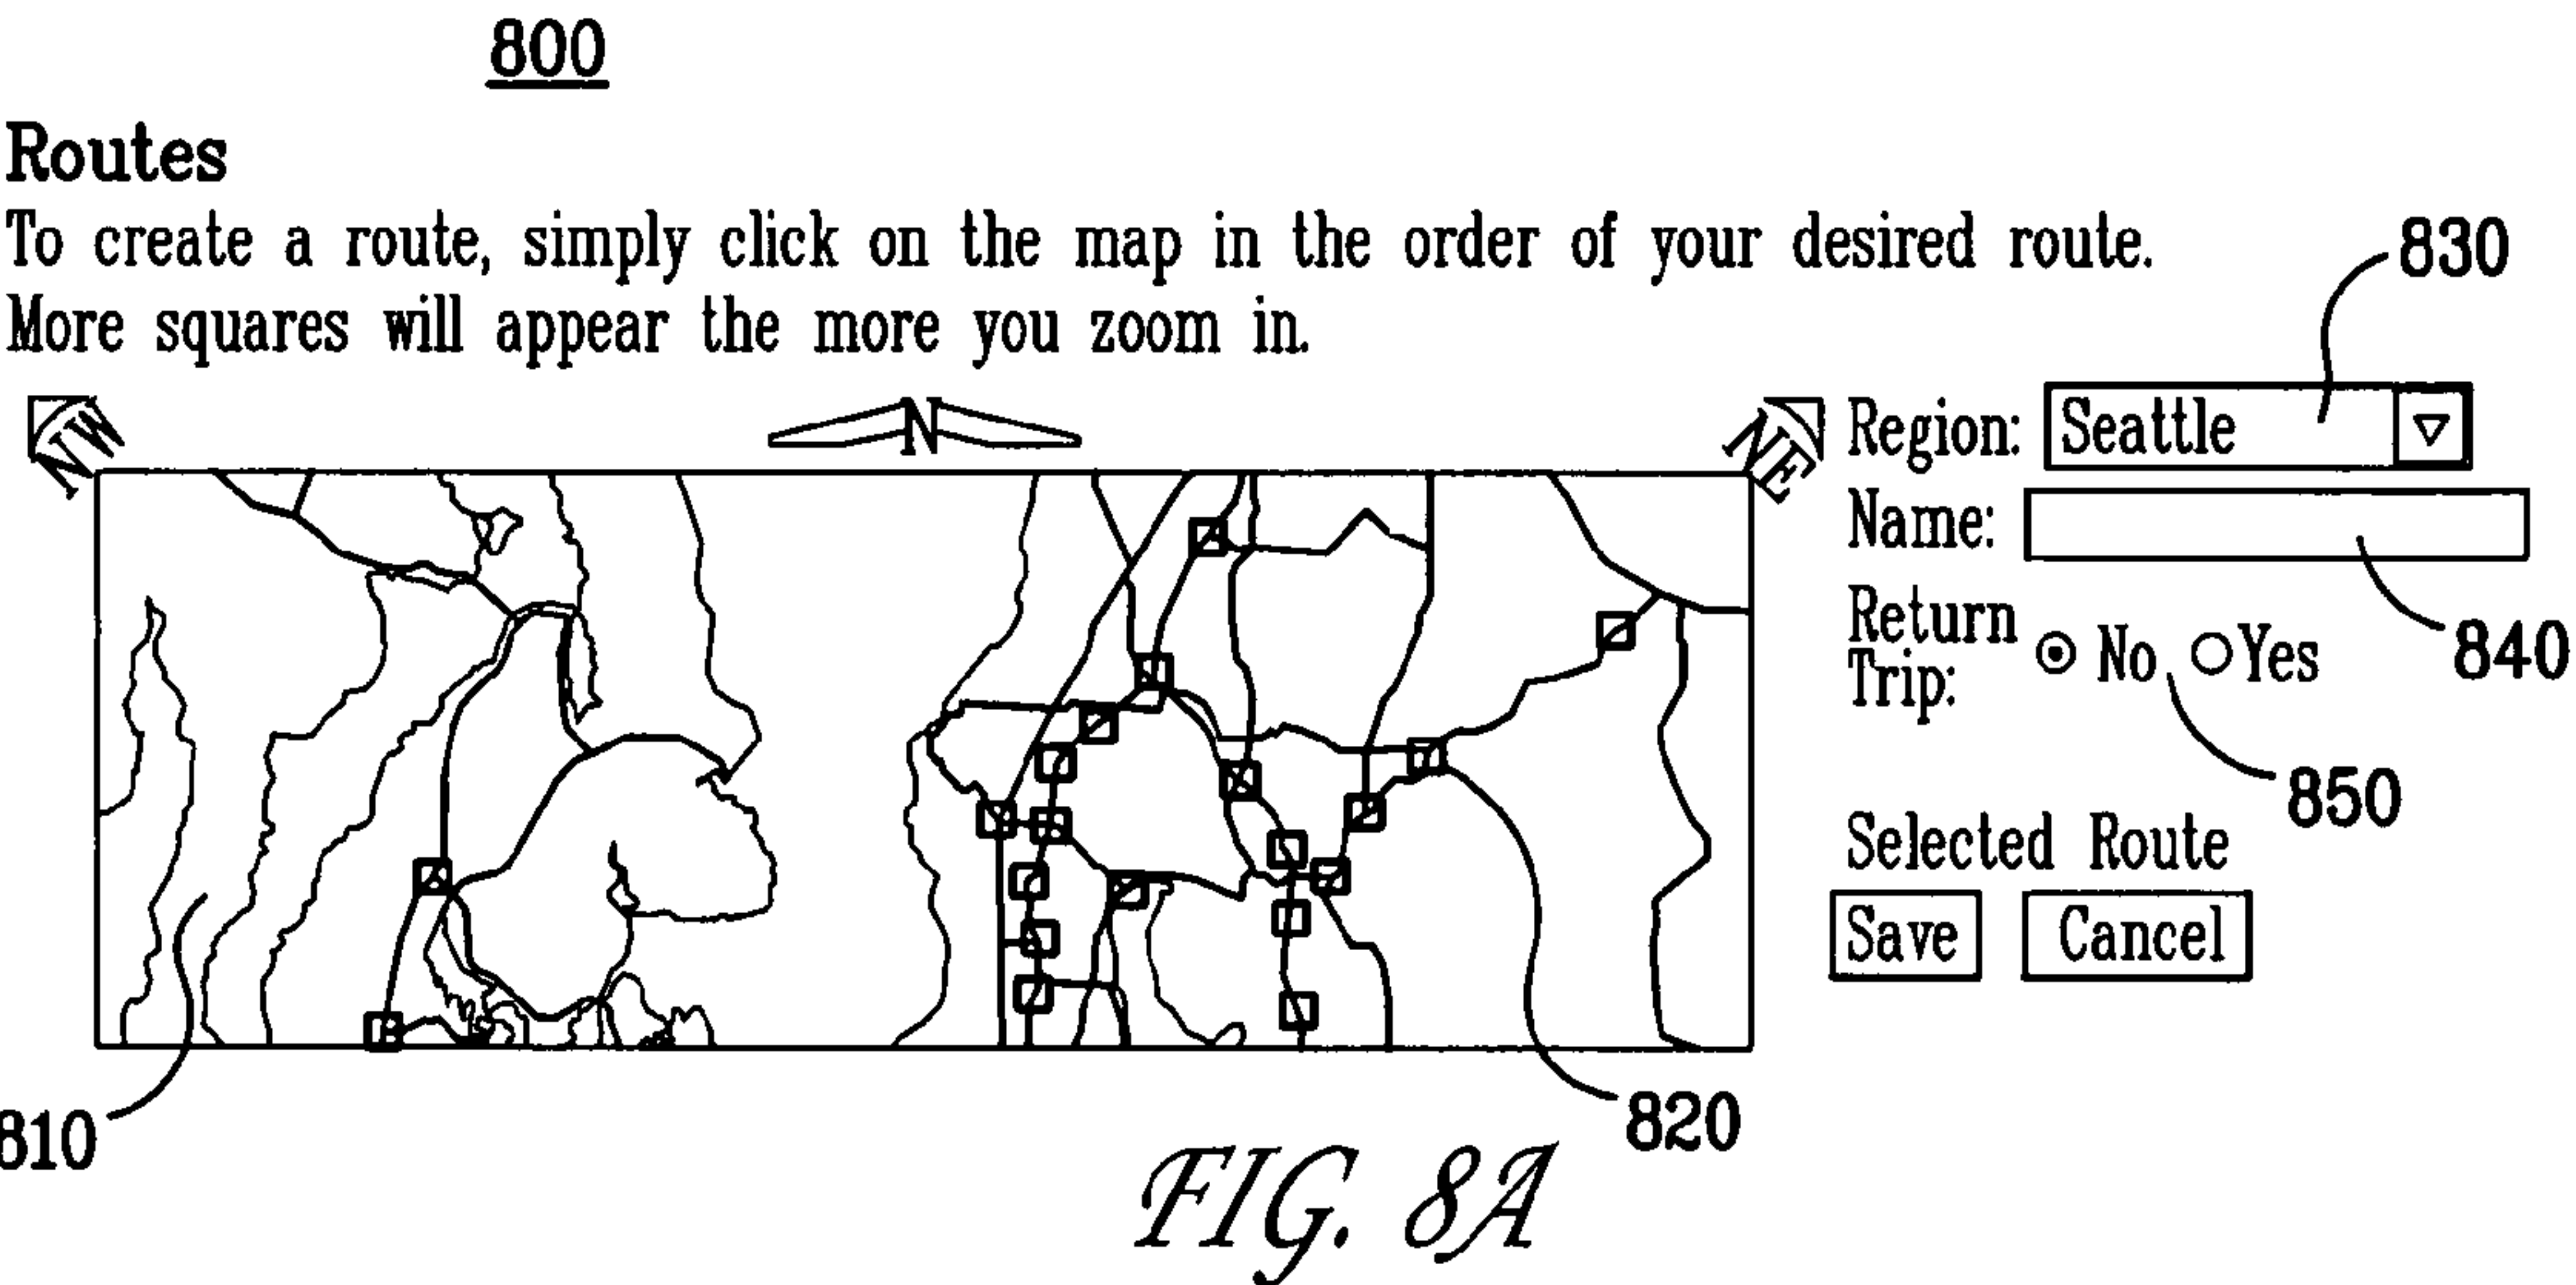 800
Routes
To create a route, simply click on the map in the order of your desired route.
More squares will appear the more you zoom in.
830
NW
N
NE
Region: Seattle
Name:
840
Return Trip: No Yes
850
Selected Route
Save Cancel
810
820
FIG. 8A